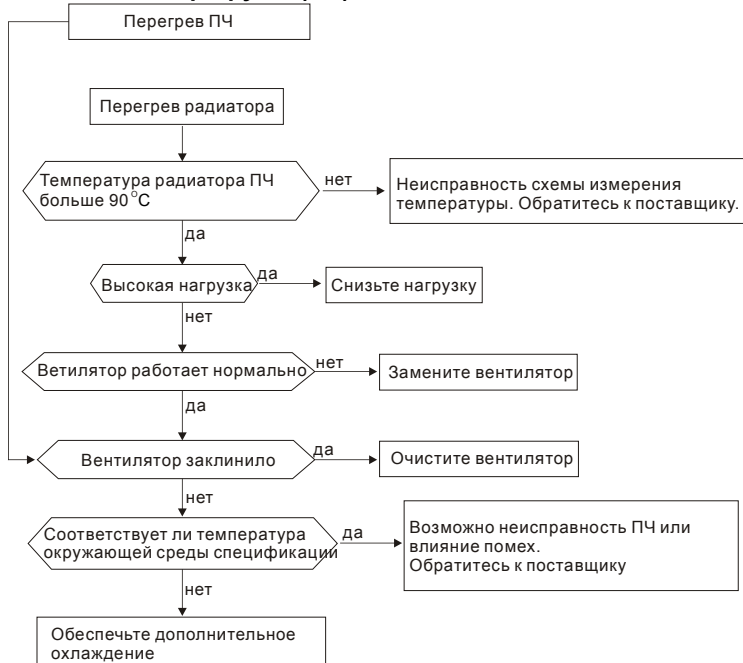 Перегрев ПЧ
Перегрев радиатора
Температура радиатора ПЧ
больше 90°C
нет
Неисправность схемы измерения
температуры. Обратитесь к поставщику.
да
Высокая нагрузка
да
Снизьте нагрузку
нет
Ветилятор работает нормально
нет
Замените вентилятор
да
Вентилятор заклинило
да
Очистите вентилятор
нет
Соответствует ли температура
окружающей среды спецификации
да
Возможно неисправность ПЧ или
влияние помех.
Обратитесь к поставщику
нет
Обеспечьте дополнительное
охлаждение